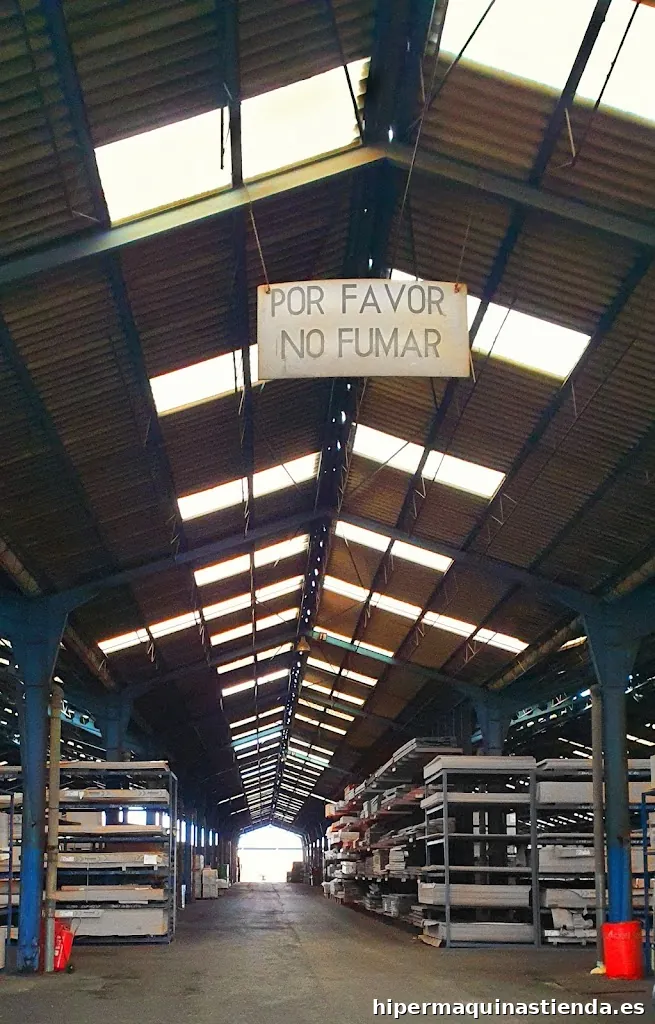 POR FAVOR
NO FUMAR
hipermaquinastienda.es